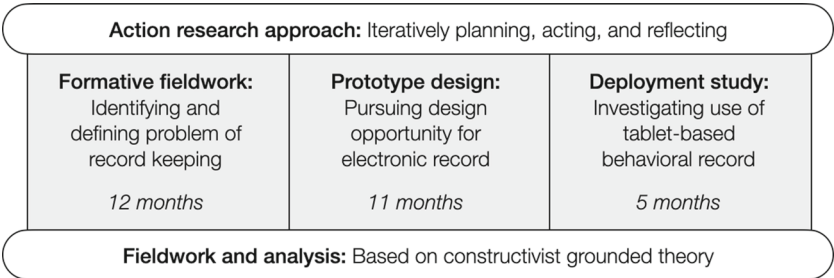 Action research approach: Iteratively planning, acting, and reflecting
Formative fieldwork:
Identifying and
defining problem of
record keeping
12 months
Prototype design:
Pursuing design
opportunity for
electronic record
11 months
Deployment study:
Investigating use of
tablet-based
behavioral record
5 months
Fieldwork and analysis: Based on constructivist grounded theory